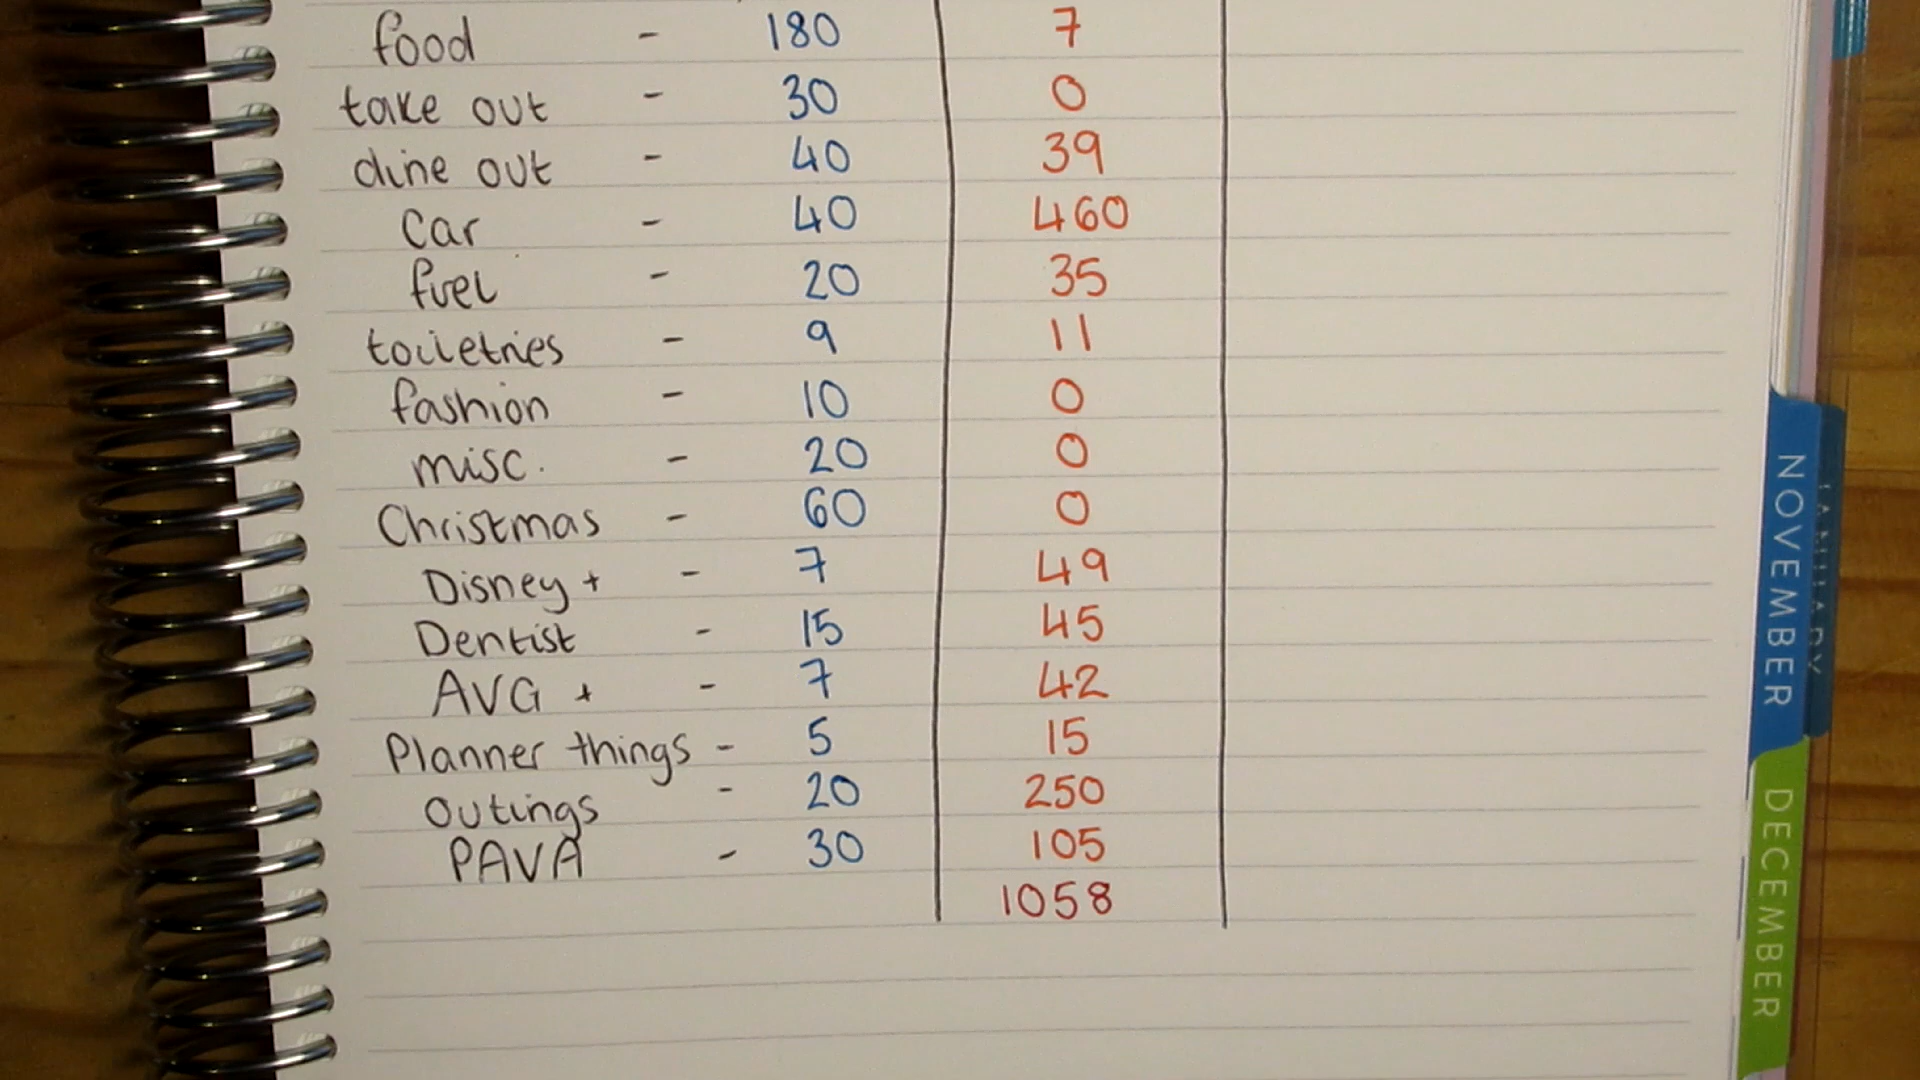 food - 180 7
take out - 30 0
dine out - 40 39
Car - 40 460
fuel - 20 35
toiletries - 9 11
fashion - 10 0
misc. - 20 0
Christmas - 60 0
Disney + - 7 49
Dentist - 15 45
AVG + - 7 42
Planner things - 5 15
outings - 20 250
PAVA - 30 105
1058
NOVEMBER
JANUARY
DECEMBER